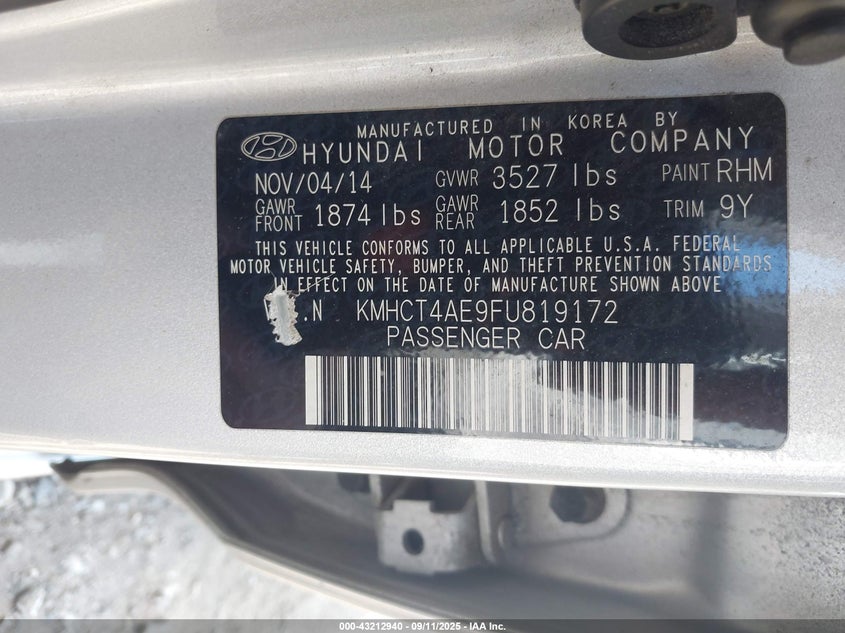 MANUFACTURED IN KOREA BY
HYUNDAI MOTOR COMPANY
NOV/04/14 GVWR 3527 lbs PAINT RHM
GAWR FRONT 1874 lbs GAWR REAR 1852 lbs TRIM 9Y
THIS VEHICLE CONFORMS TO ALL APPLICABLE U.S.A. FEDERAL
MOTOR VEHICLE SAFETY, BUMPER, AND THEFT PREVENTION STANDARDS
IN EFFECT ON THE DATE OF MANUFACTURE SHOWN ABOVE
.N KMHCT4AE9FU819172
PASSENGER CAR
000-43212940 - 09/11/2025 - IAA Inc.